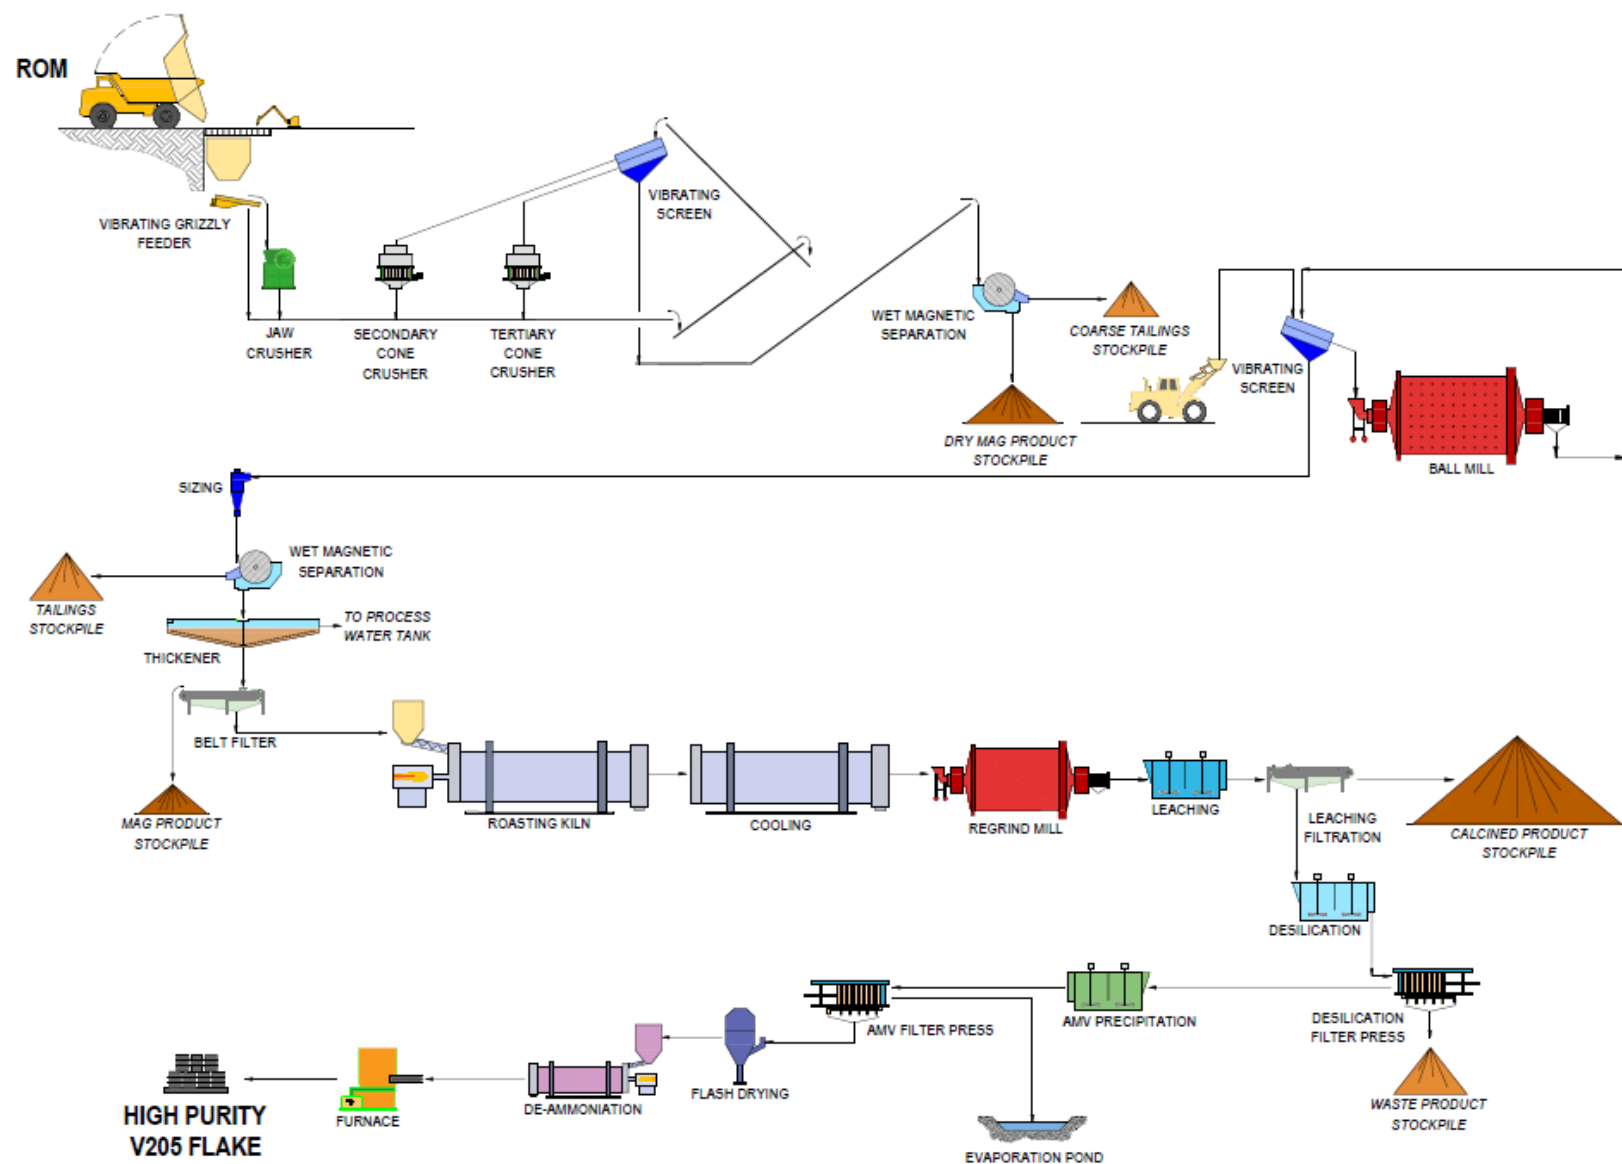 ROM
VIBRATING GRIZZLY
FEEDER
VIBRATING
SCREEN
JAW
CRUSHER
SECONDARY
CONE
CRUSHER
TERTIARY
CONE
CRUSHER
WET MAGNETIC
SEPARATION
COARSE TAILINGS
STOCKPILE
DRY MAG PRODUCT
STOCKPILE
VIBRATING
SCREEN
BALL MILL
SIZING
WET MAGNETIC
SEPARATION
TAILINGS
STOCKPILE
TO PROCESS
WATER TANK
THICKENER
BELT FILTER
MAG PRODUCT
STOCKPILE
ROASTING KILN
COOLING
REGRIND MILL
LEACHING
LEACHING
FILTRATION
CALCINED PRODUCT
STOCKPILE
DESILICATION
DESILICATION
FILTER PRESS
WASTE PRODUCT
STOCKPILE
AMV PRECIPITATION
AMV FILTER PRESS
EVAPORATION POND
FLASH DRYING
DE-AMMONIATION
FURNACE
HIGH PURITY
V205 FLAKE